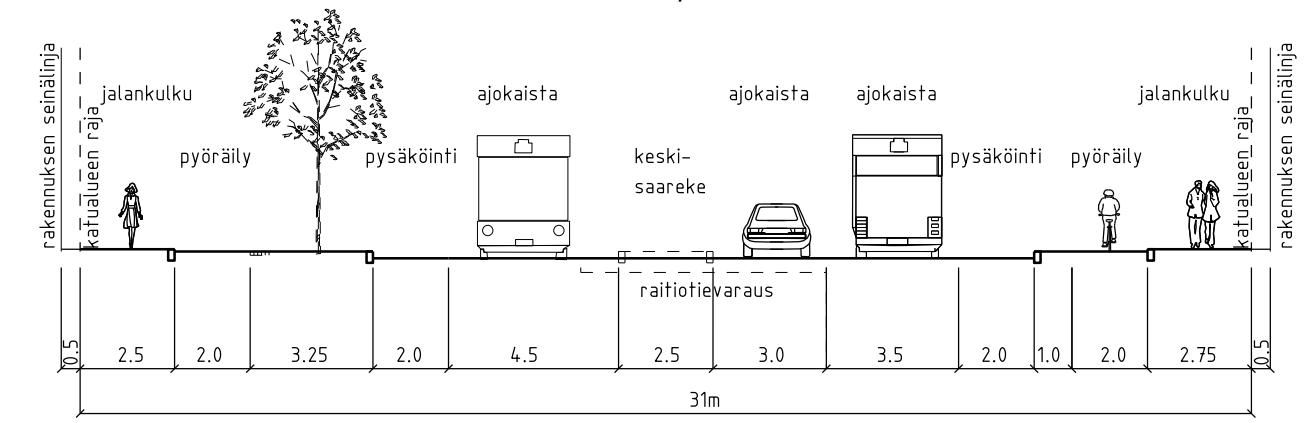 rakennuksen seinälinja
katualueen raja
jalankulku
pyöräily
pysäköinti
ajokaista
keski-
saareke
ajokaista
ajokaista
pysäköinti
pyöräily
jalankulku
katualueen raja
rakennuksen seinälinja
raitiotievaraus
0.5
2.5
2.0
3.25
2.0
4.5
2.5
3.0
3.5
2.0
1.0
2.0
2.75
0.5
31m